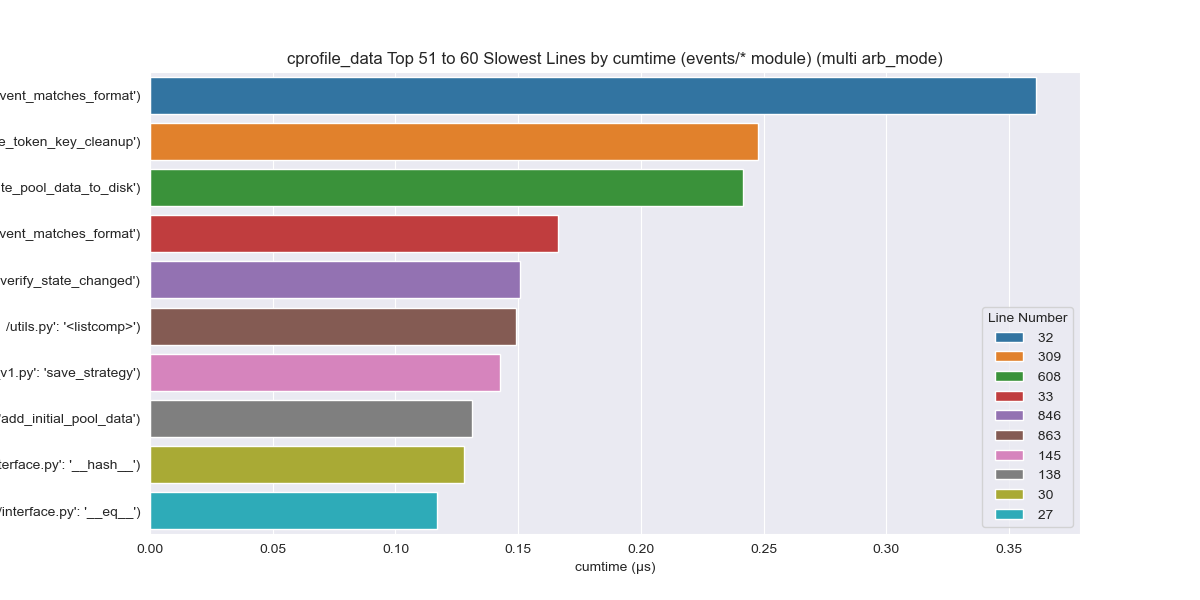 cprofile_data Top 51 to 60 Slowest Lines by cumtime (events/* module) (multi arb_mode)
vent_matches_format')
e_token_key_cleanup')
te_pool_data_to_disk')
vent_matches_format')
verify_state_changed')
/utils.py': '<listcomp>')
v1.py': 'save_strategy')
'add_initial_pool_data')
terface.py': '__hash__')
/interface.py': '__eq__')
Line Number
32
309
608
33
846
863
145
138
30
27
0.00 0.05 0.10 0.15 0.20 0.25 0.30 0.35
cumtime (µs)